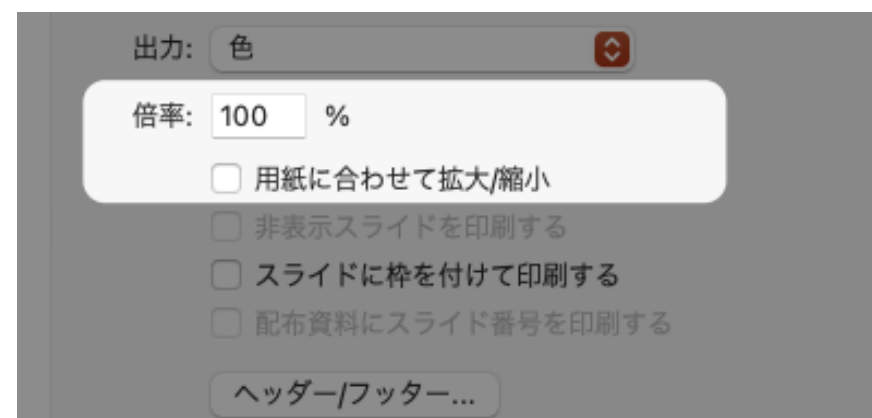 出力: 色
倍率: 100 %
用紙に合わせて拡大/縮小
非表示スライドを印刷する
スライドに枠を付けて印刷する
配布資料にスライド番号を印刷する
ヘッダー/フッター...